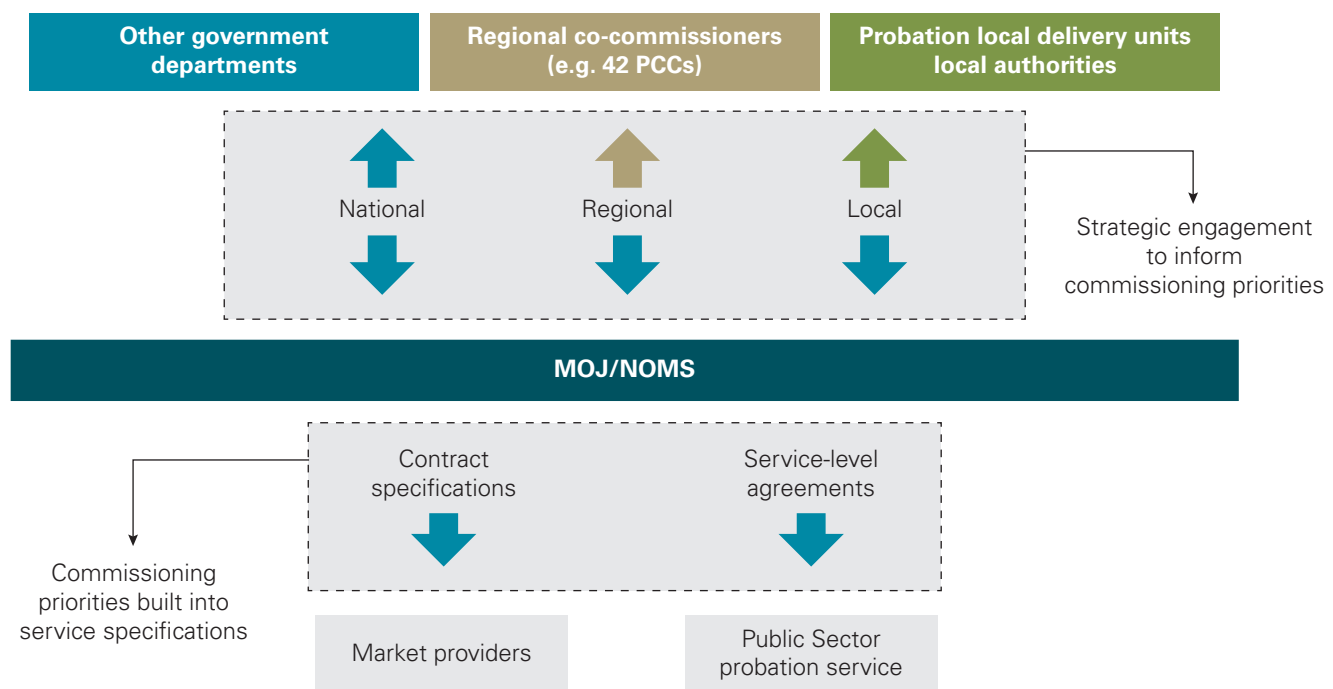 Other government
departments
Regional co-commissioners
(e.g. 42 PCCs)
Probation local delivery units
local authorities
National
Regional
Local
Strategic engagement
to inform
commissioning priorities
MOJ/NOMS
Contract
specifications
Service-level
agreements
Commissioning
priorities built into
service specifications
Market providers
Public Sector
probation service